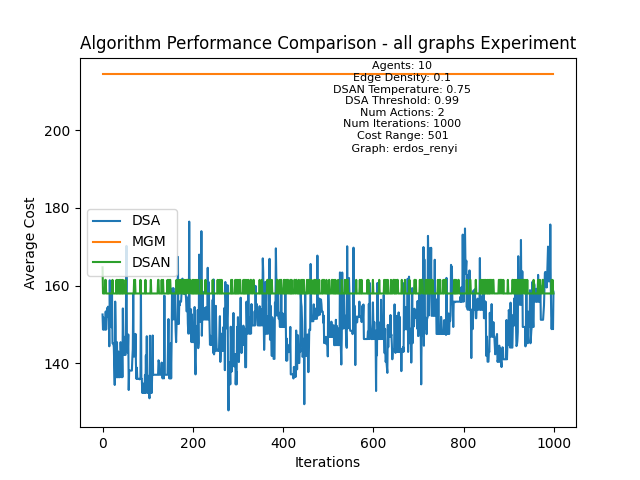 Algorithm Performance Comparison - all graphs Experiment
Agents: 10
Edge Density: 0.1
DSAN Temperature: 0.75
DSA Threshold: 0.99
Num Actions: 2
Num Iterations: 1000
Cost Range: 501
Graph: erdos_renyi
Average Cost
200
180
160
140
DSA
MGM
DSAN
0 200 400 600 800 1000
Iterations